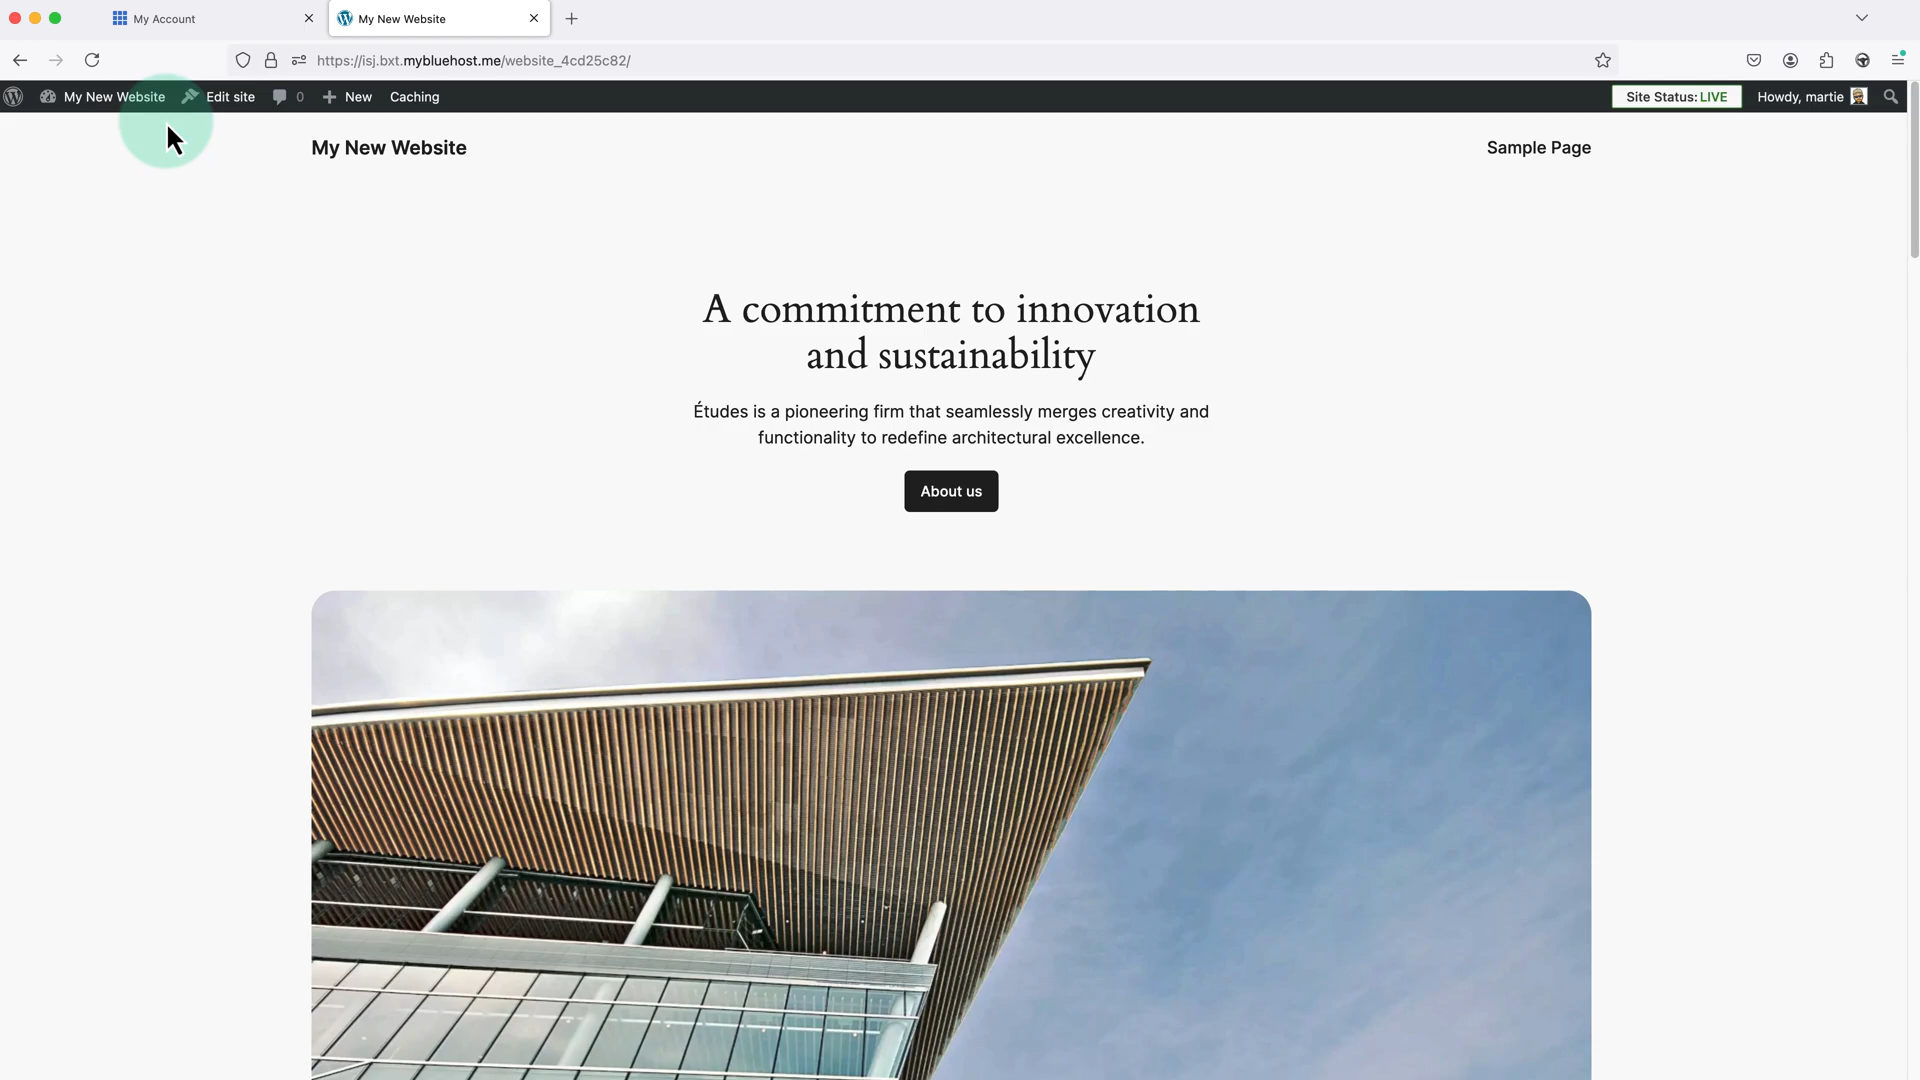 My Account
My New Website
https://isj.bxt.mybluehost.me/website_4cd25c82/
My New Website
Edit site
0
New
Caching
Site Status: LIVE
Howdy, martie
My New Website
Sample Page
A commitment to innovation
and sustainability
Études is a pioneering firm that seamlessly merges creativity and
functionality to redefine architectural excellence.
About us